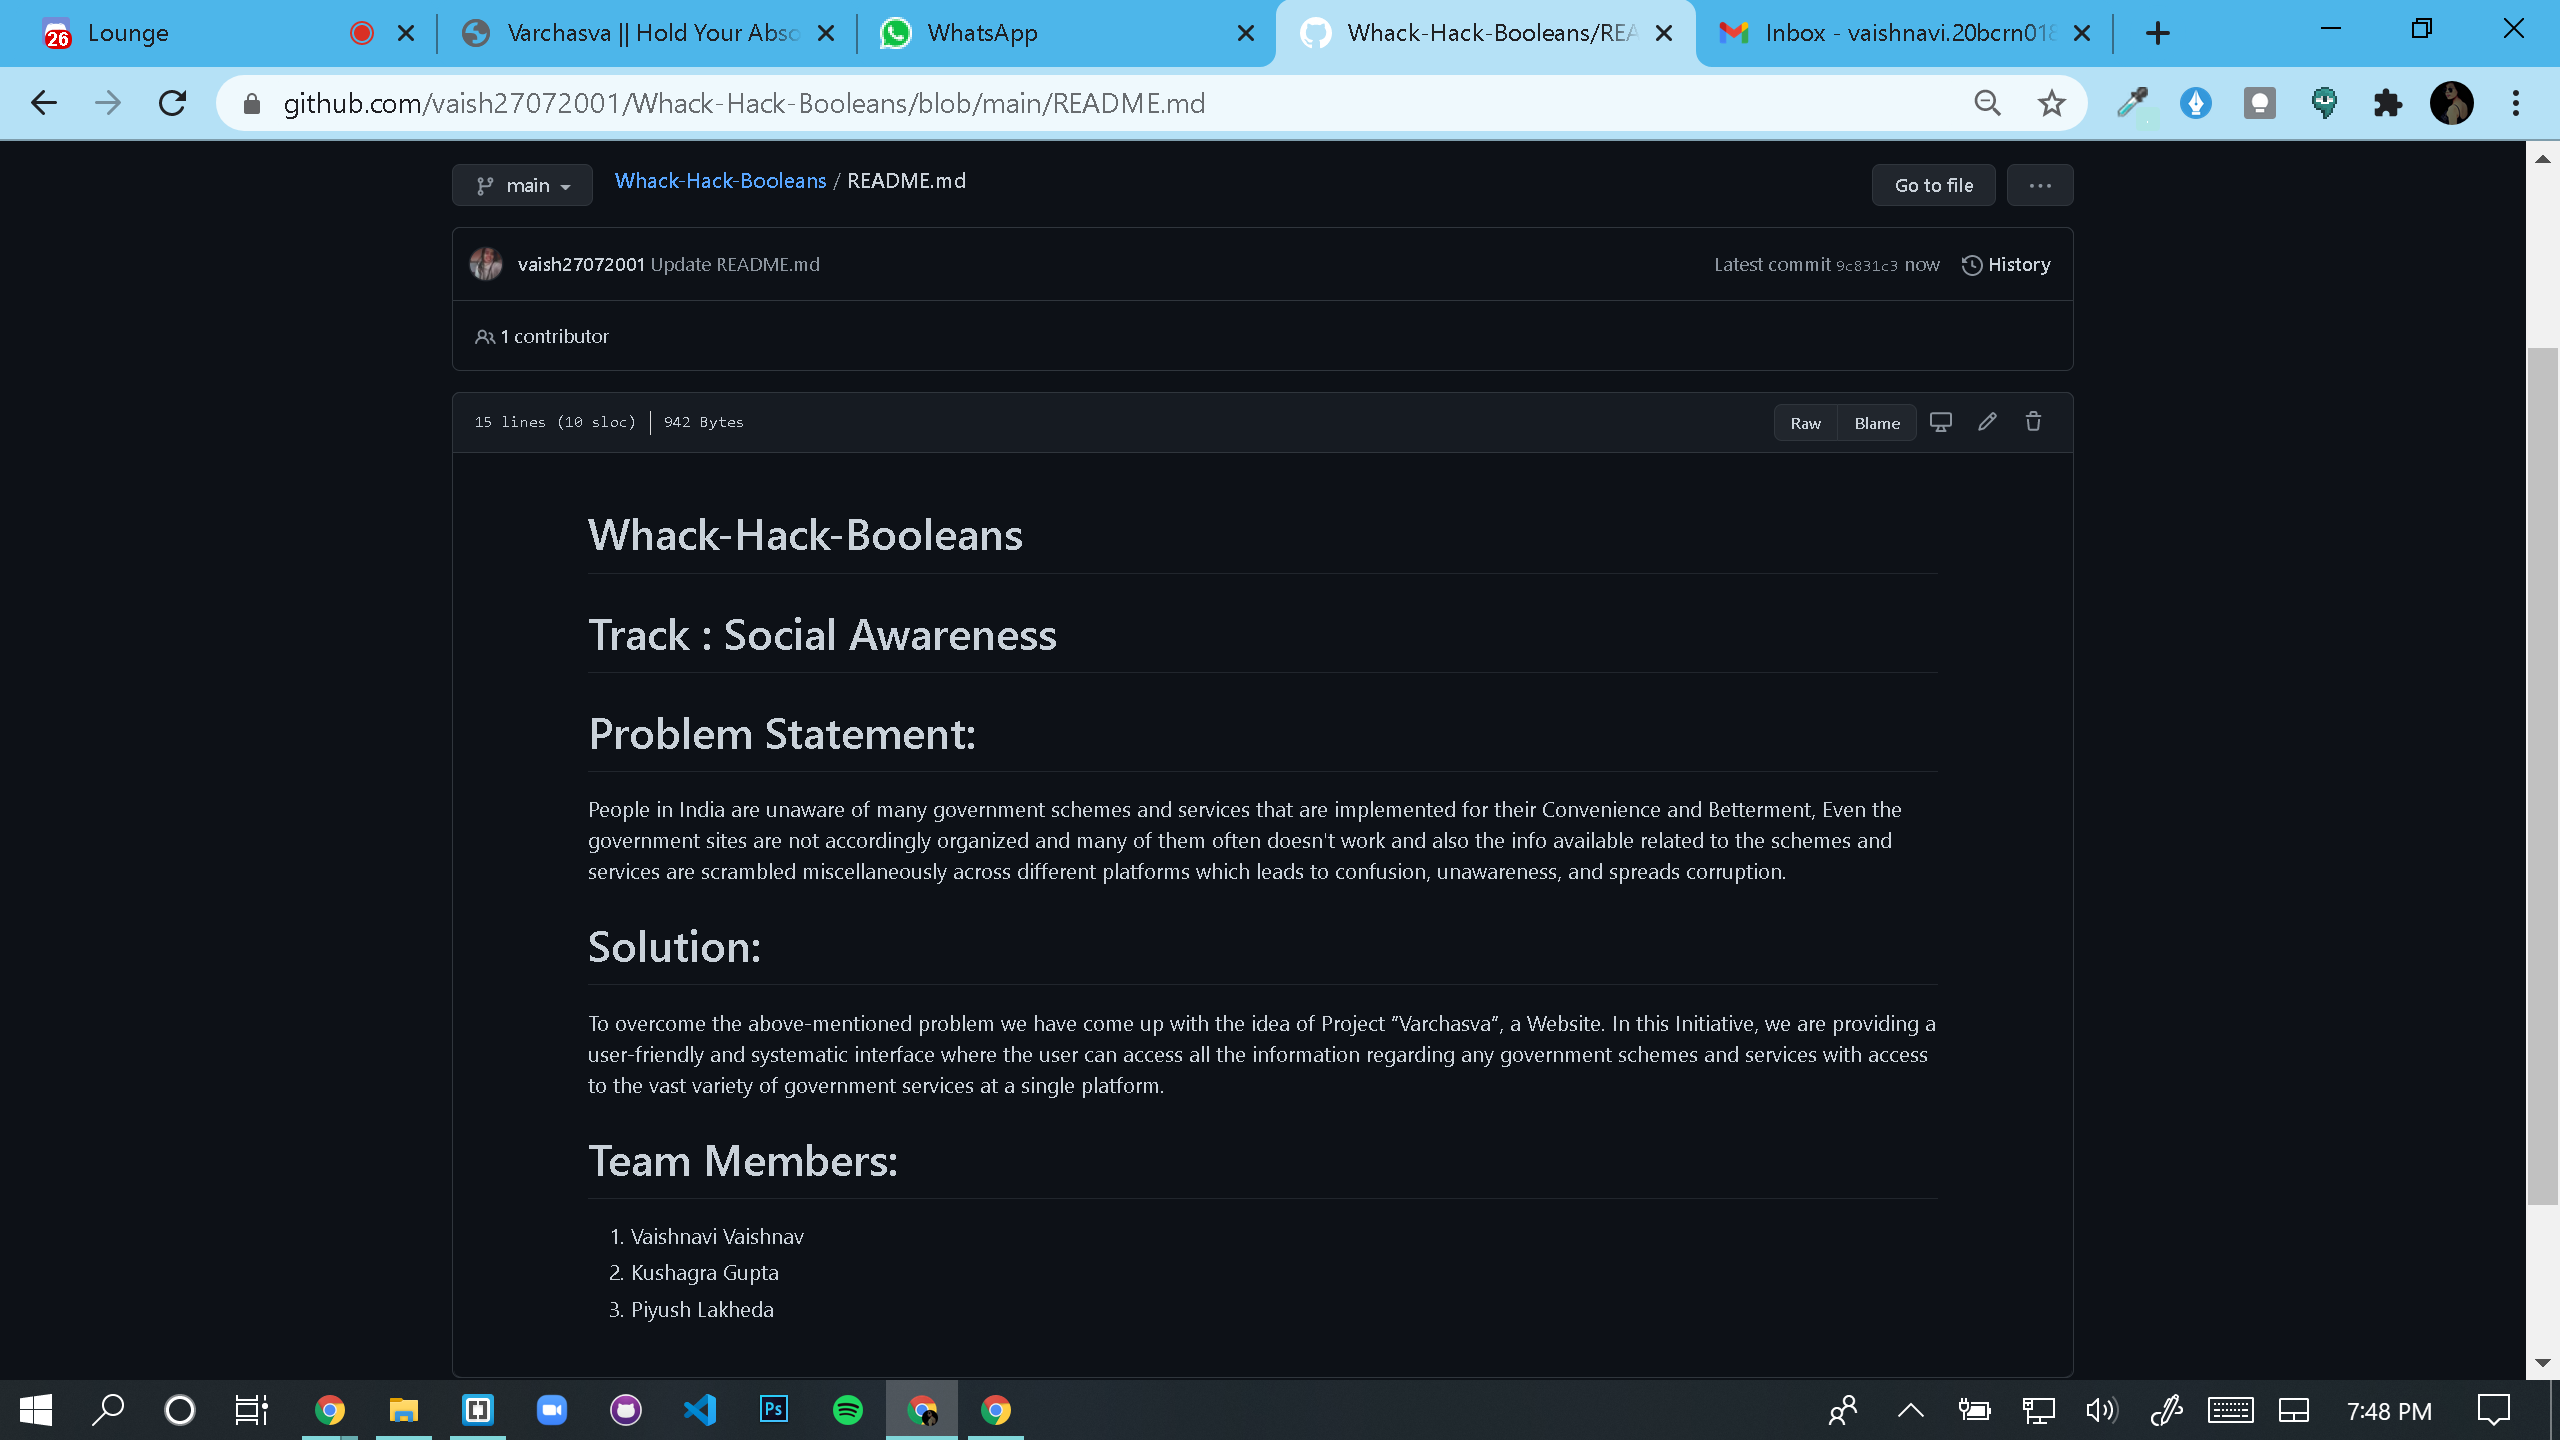 26 Lounge
Varchasva || Hold Your Abso
WhatsApp
Whack-Hack-Booleans/REA
Inbox - vaishnavi.20bcrn018
github.com/vaish27072001/Whack-Hack-Booleans/blob/main/README.md
main
Whack-Hack-Booleans / README.md
Go to file
vaish27072001 Update README.md
Latest commit 9c831c3 now
History
1 contributor
15 lines (10 sloc) | 942 Bytes
Raw
Blame
Whack-Hack-Booleans
Track : Social Awareness
Problem Statement:
People in India are unaware of many government schemes and services that are implemented for their Convenience and Betterment, Even the
government sites are not accordingly organized and many of them often doesn't work and also the info available related to the schemes and
services are scrambled miscellaneously across different platforms which leads to confusion, unawareness, and spreads corruption.
Solution:
To overcome the above-mentioned problem we have come up with the idea of Project “Varchasva”, a Website. In this Initiative, we are providing a
user-friendly and systematic interface where the user can access all the information regarding any government schemes and services with access
to the vast variety of government services at a single platform.
Team Members:
1. Vaishnavi Vaishnav
2. Kushagra Gupta
3. Piyush Lakheda
Ps
7:48 PM